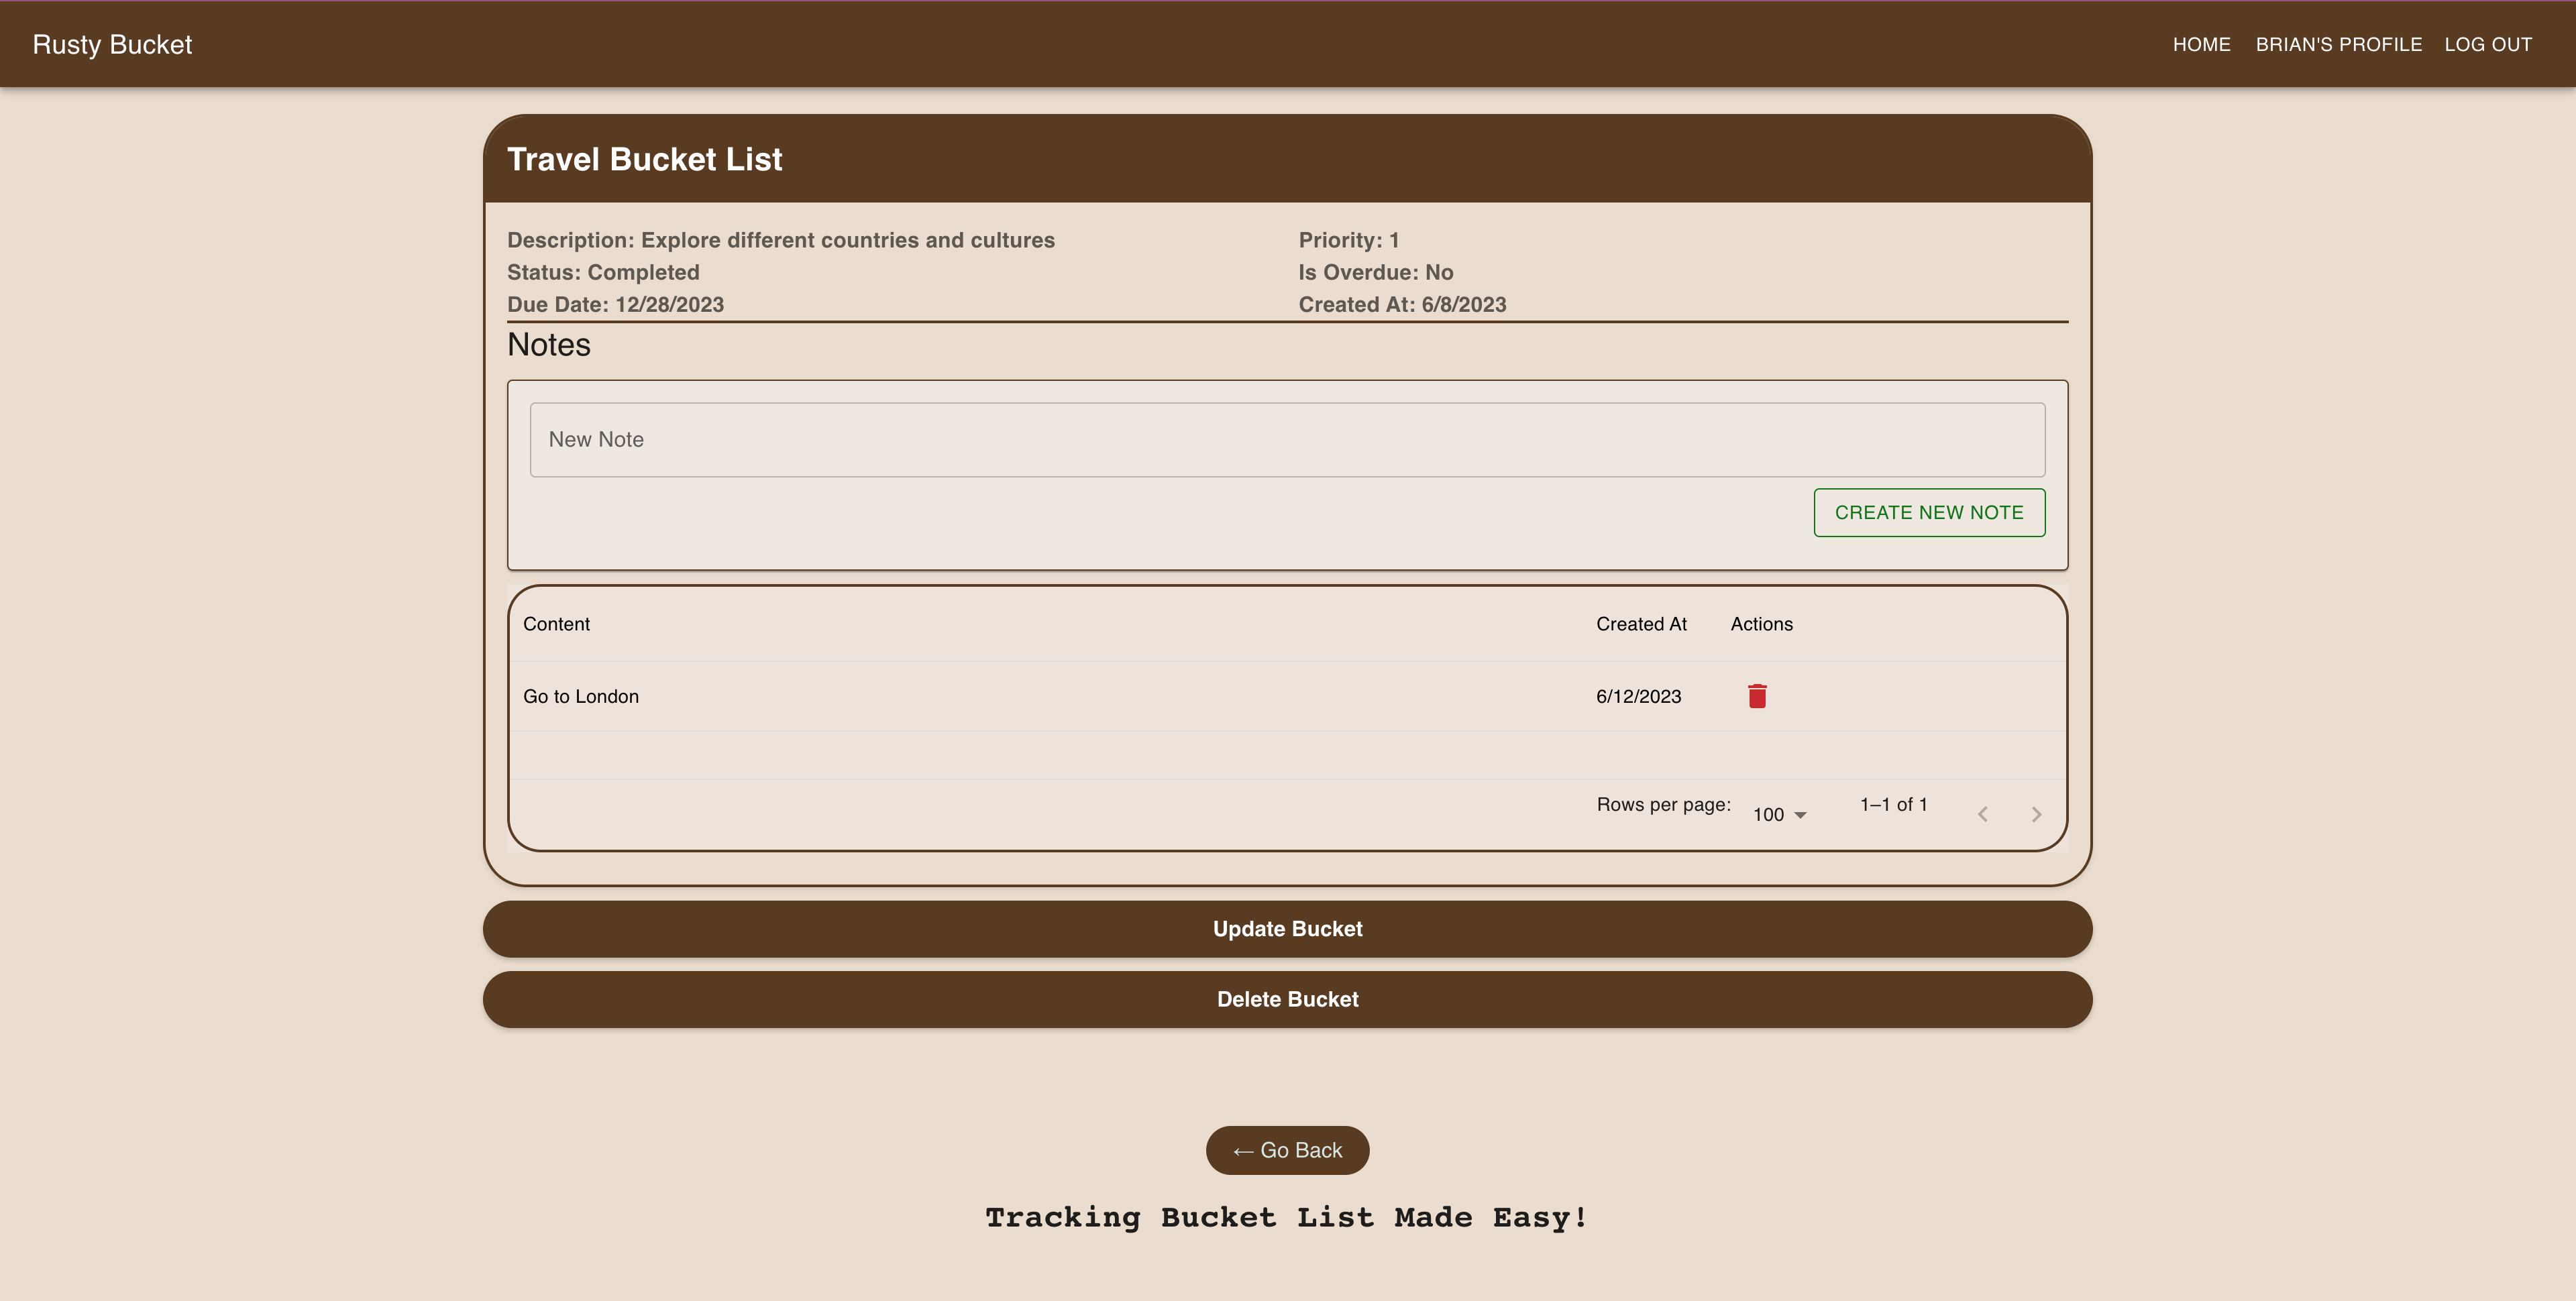 Rusty Bucket
HOME BRIAN'S PROFILE LOG OUT
Travel Bucket List
Description: Explore different countries and cultures
Priority: 1
Status: Completed
Is Overdue: No
Due Date: 12/28/2023
Created At: 6/8/2023
Notes
New Note
CREATE NEW NOTE
Content Created At Actions
Go to London 6/12/2023
Rows per page: 100 1–1 of 1
Update Bucket
Delete Bucket
← Go Back
Tracking Bucket List Made Easy!